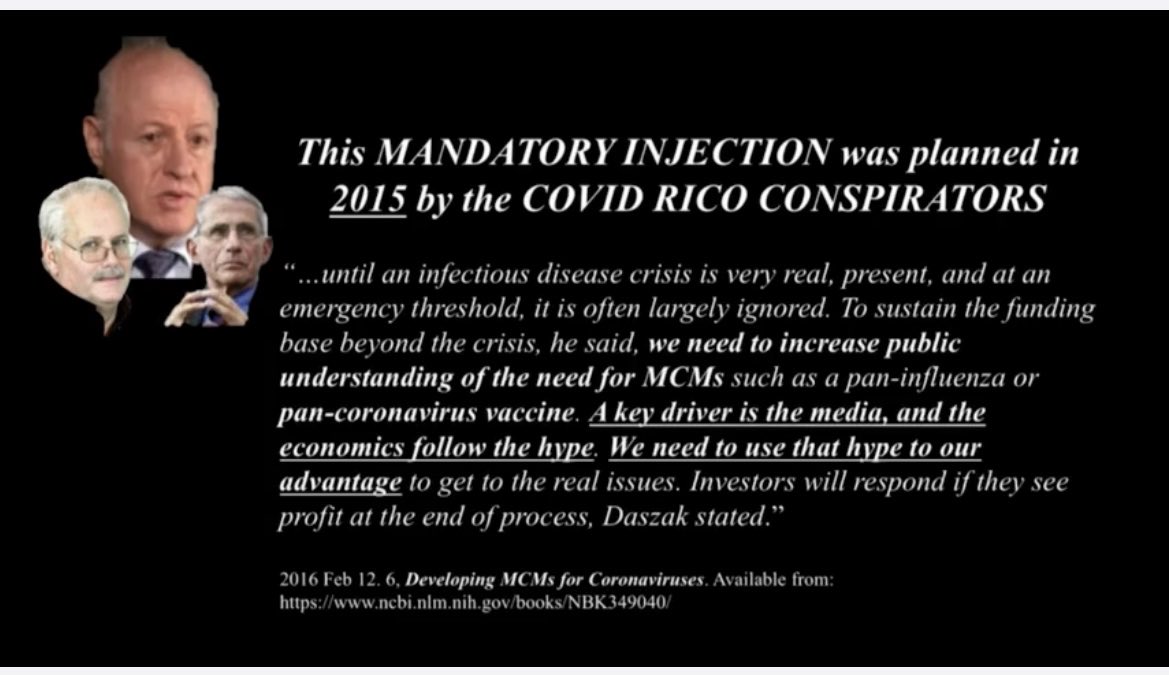 This MANDATORY INJECTION was planned in
2015 by the COVID RICO CONSPIRATORS
“…until an infectious disease crisis is very real, present, and at an
emergency threshold, it is often largely ignored. To sustain the funding
base beyond the crisis, he said, we need to increase public
understanding of the need for MCMs such as a pan-influenza or
pan-coronavirus vaccine. A key driver is the media, and the
economics follow the hype. We need to use that hype to our
advantage to get to the real issues. Investors will respond if they see
profit at the end of process, Daszak stated.”
2016 Feb 12. 6, Developing MCMs for Coronaviruses. Available from:
https://www.ncbi.nlm.nih.gov/books/NBK349040/